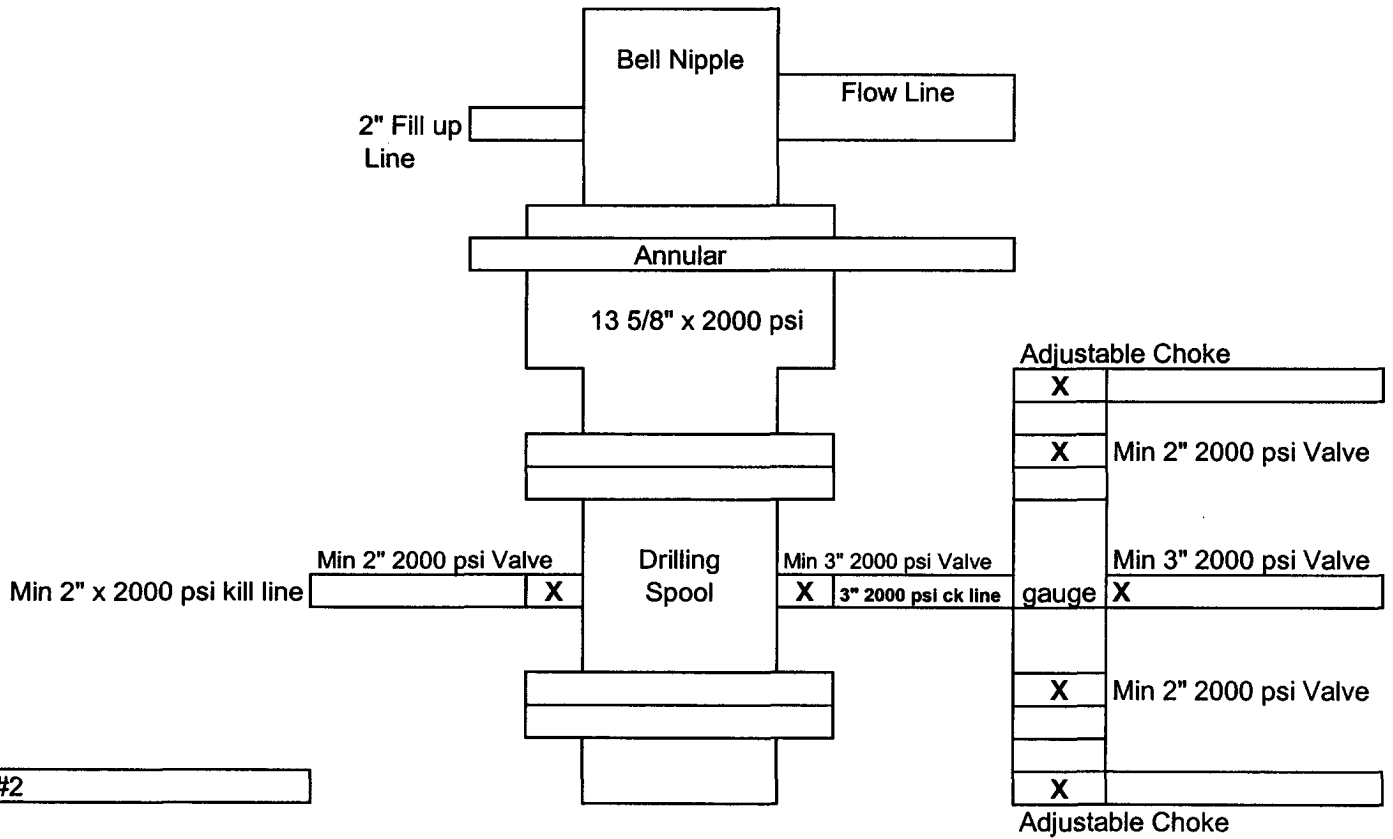 Bell Nipple
Flow Line
2" Fill up
Line
Annular
13 5/8" x 2000 psi
Adjustable Choke
X
X
Min 2" 2000 psi Valve
Min 2" 2000 psi Valve
Drilling
Spool
Min 3" 2000 psi Valve
Min 3" 2000 psi Valve
Min 2" x 2000 psi kill line
X
X
3" 2000 psi ck line
gauge
X
X
Min 2" 2000 psi Valve
#2
X
Adjustable Choke